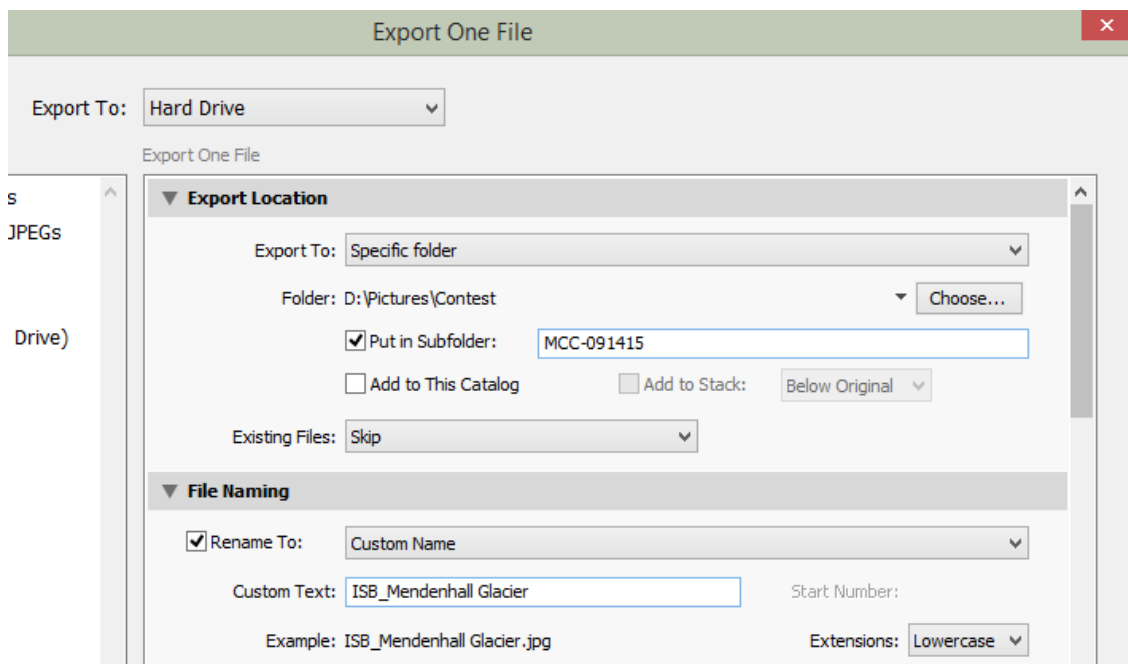 Export One File
Export To: Hard Drive
Export One File
s
JPEGs
Drive)
Export Location
Export To: Specific folder
Folder: D:\Pictures\Contest Choose...
Put in Subfolder: MCC-091415
Add to This Catalog Add to Stack: Below Original
Existing Files: Skip
File Naming
Rename To: Custom Name
Custom Text: ISB_Mendenhall Glacier Start Number:
Example: ISB_Mendenhall Glacier.jpg Extensions: Lowercase